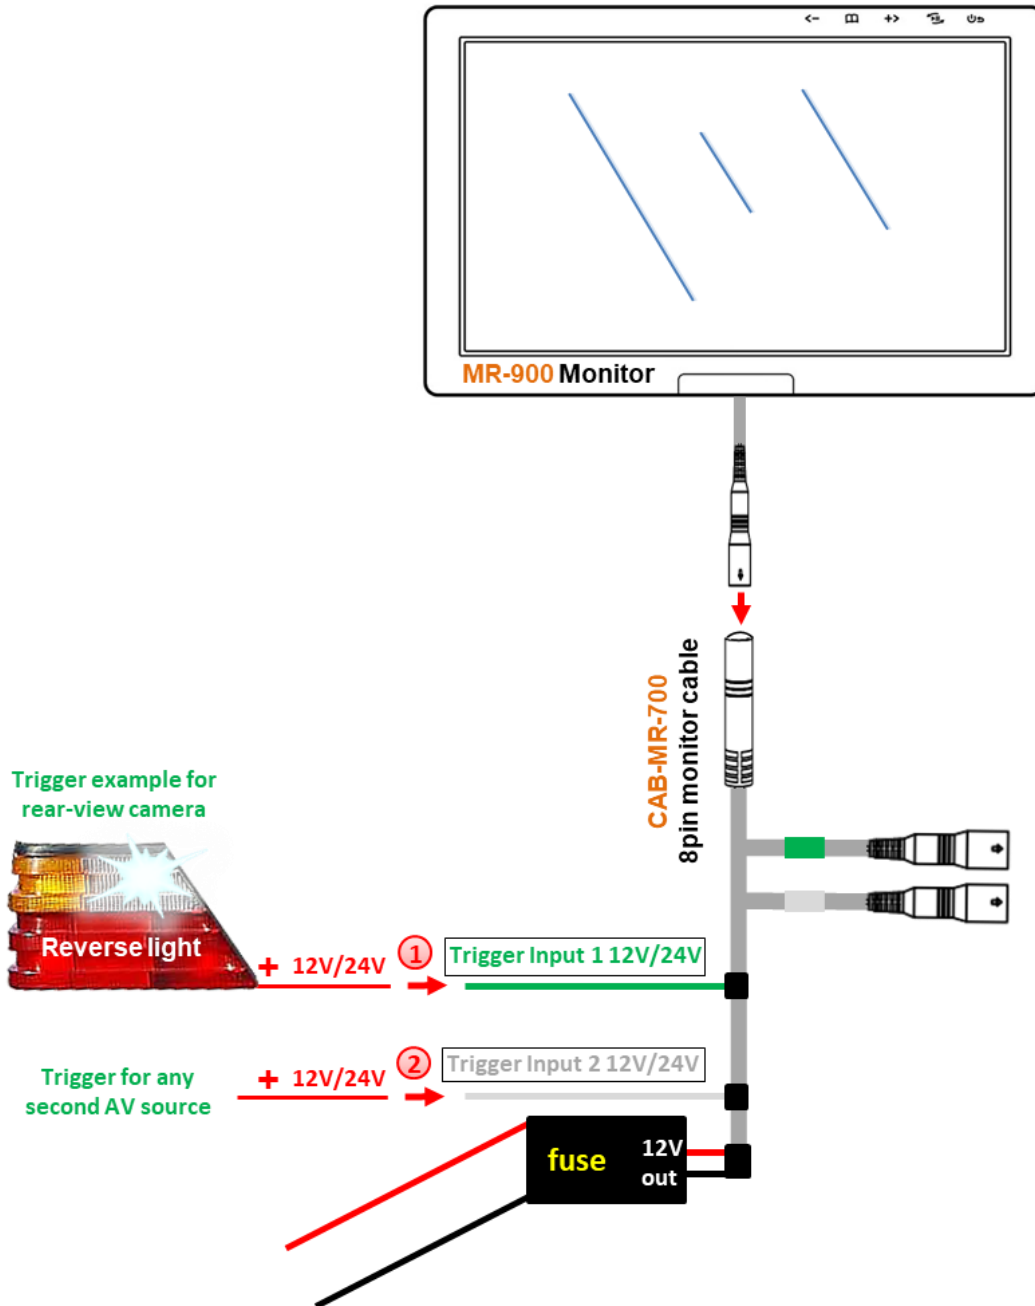 MR-900 Monitor
CAB-MR-700
8pin monitor cable
Trigger example for
rear-view camera
Reverse light
+ 12V/24V
1
Trigger Input 1 12V/24V
Trigger for any
second AV source
+ 12V/24V
2
Trigger Input 2 12V/24V
fuse
12V
out